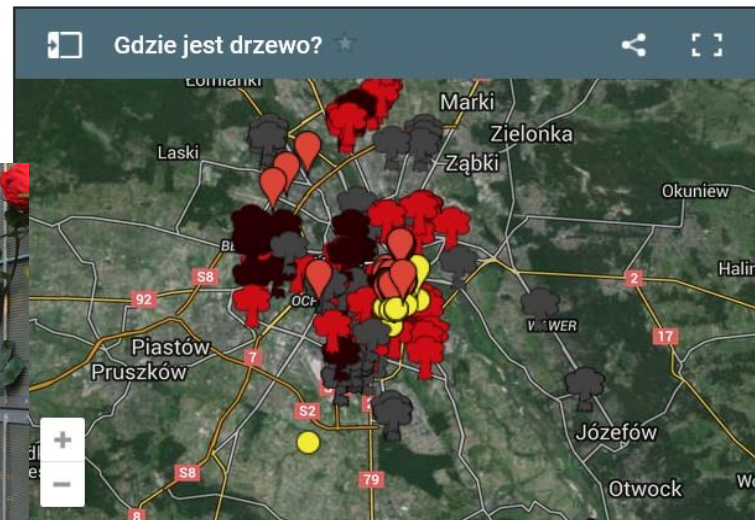 Gdzie jest drzewo?
Łomianki
Marki
Zielonka
Laski
Ząbki
Okuniew
S8
2
92
OCH
WAWER
17
Piastów
Pruszków
7
S2
Józefów
S8
79
Otwock
8
+
−